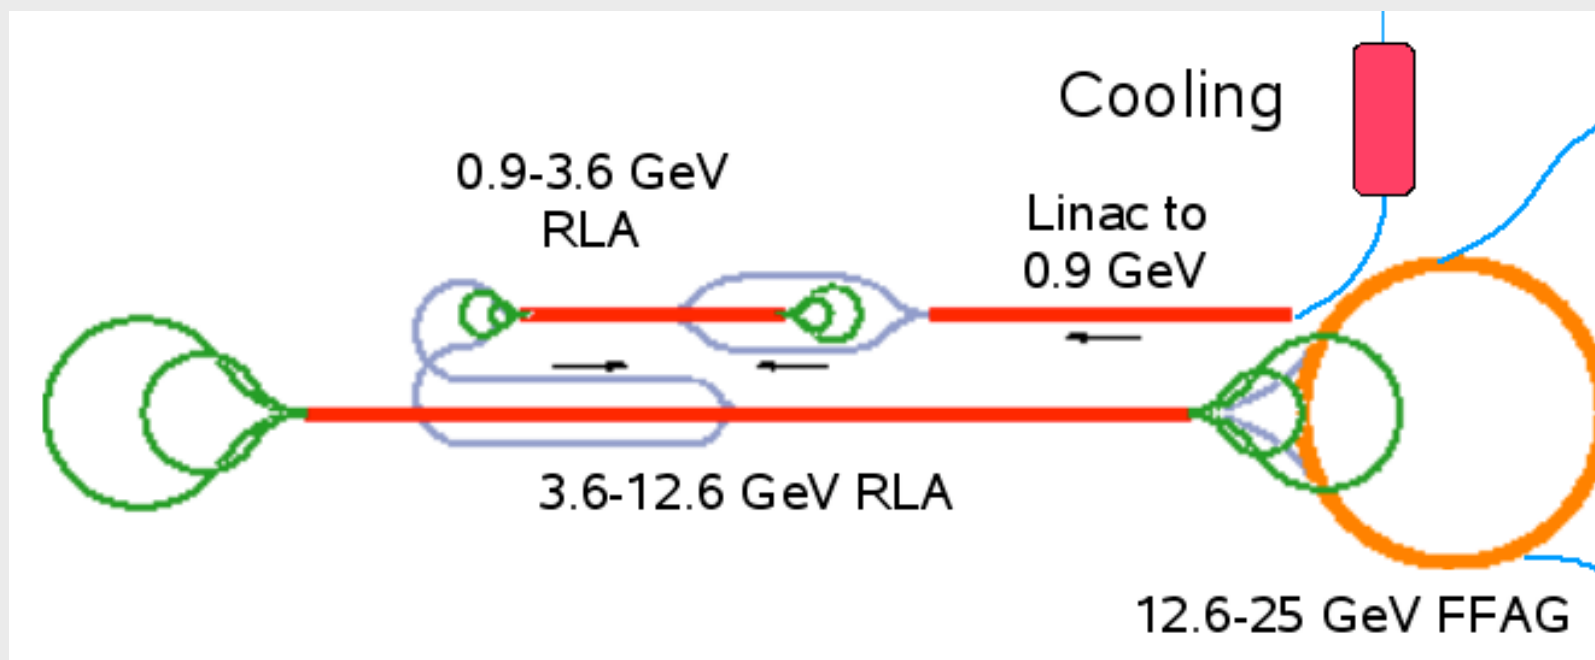 Cooling
0.9-3.6 GeV
RLA
Linac to
0.9 GeV
3.6-12.6 GeV RLA
12.6-25 GeV FFAG